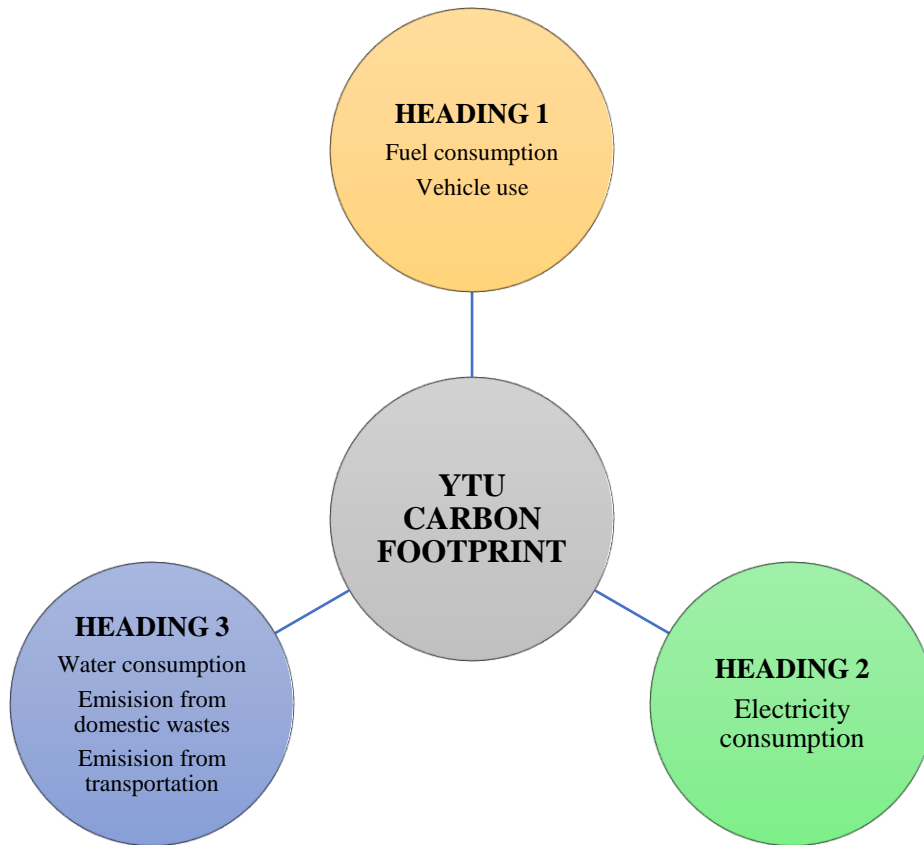 HEADING 1
Fuel consumption
Vehicle use
YTU
CARBON
FOOTPRINT
HEADING 3
Water consumption
Emisision from
domestic wastes
Emisision from
transportation
HEADING 2
Electricity
consumption